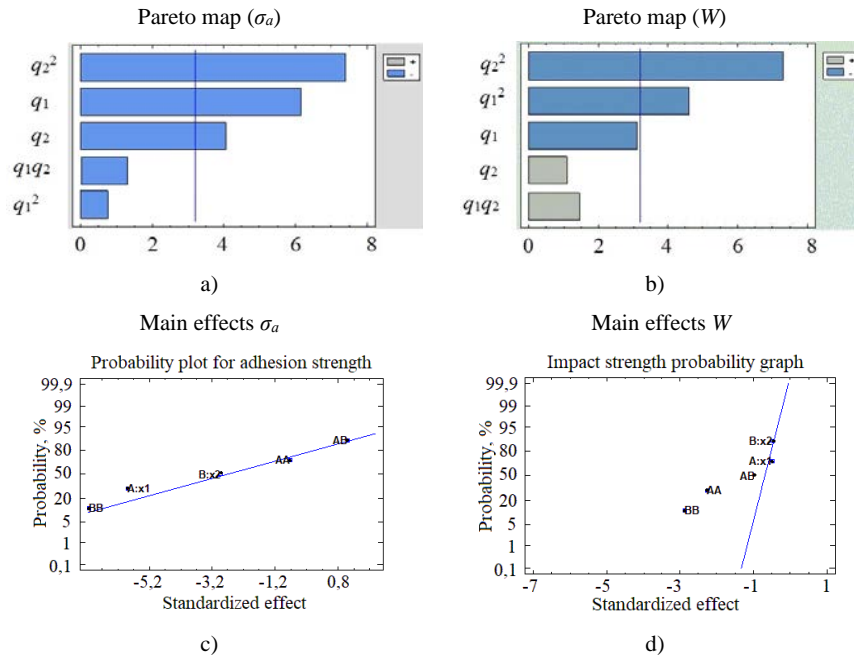 Pareto map (σₐ)
q₂²
q₁
q₂
q₁q₂
q₁²
0 2 4 6 8
+
-
a)
Pareto map (W)
q₂²
q₁²
q₁
q₂
q₁q₂
0 2 4 6 8
+
-
b)
Main effects σₐ
Probability plot for adhesion strength
Probability, %
99,9
99
95
80
50
20
5
1
0,1
AB
AA
B:x2
A:x1
BB
-5,2 -3,2 -1,2 0,8
Standardized effect
c)
Main effects W
Impact strength probability graph
Probability, %
99,9
99
95
80
50
20
5
1
0,1
B:x2
A:x1
AB
AA
BB
-7 -5 -3 -1 1
Standardized effect
d)